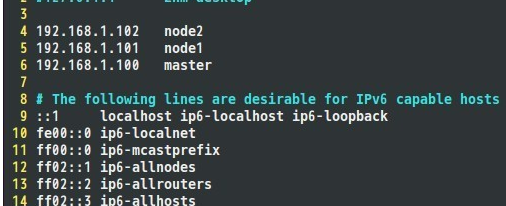 3
4 192.168.1.102   node2
5 192.168.1.101   node1
6 192.168.1.100   master
7
8 # The following lines are desirable for IPv6 capable hosts
9 ::1     localhost ip6-localhost ip6-loopback
10 fe00::0 ip6-localnet
11 ff00::0 ip6-mcastprefix
12 ff02::1 ip6-allnodes
13 ff02::2 ip6-allrouters
14 ff02::3 ip6-allhosts